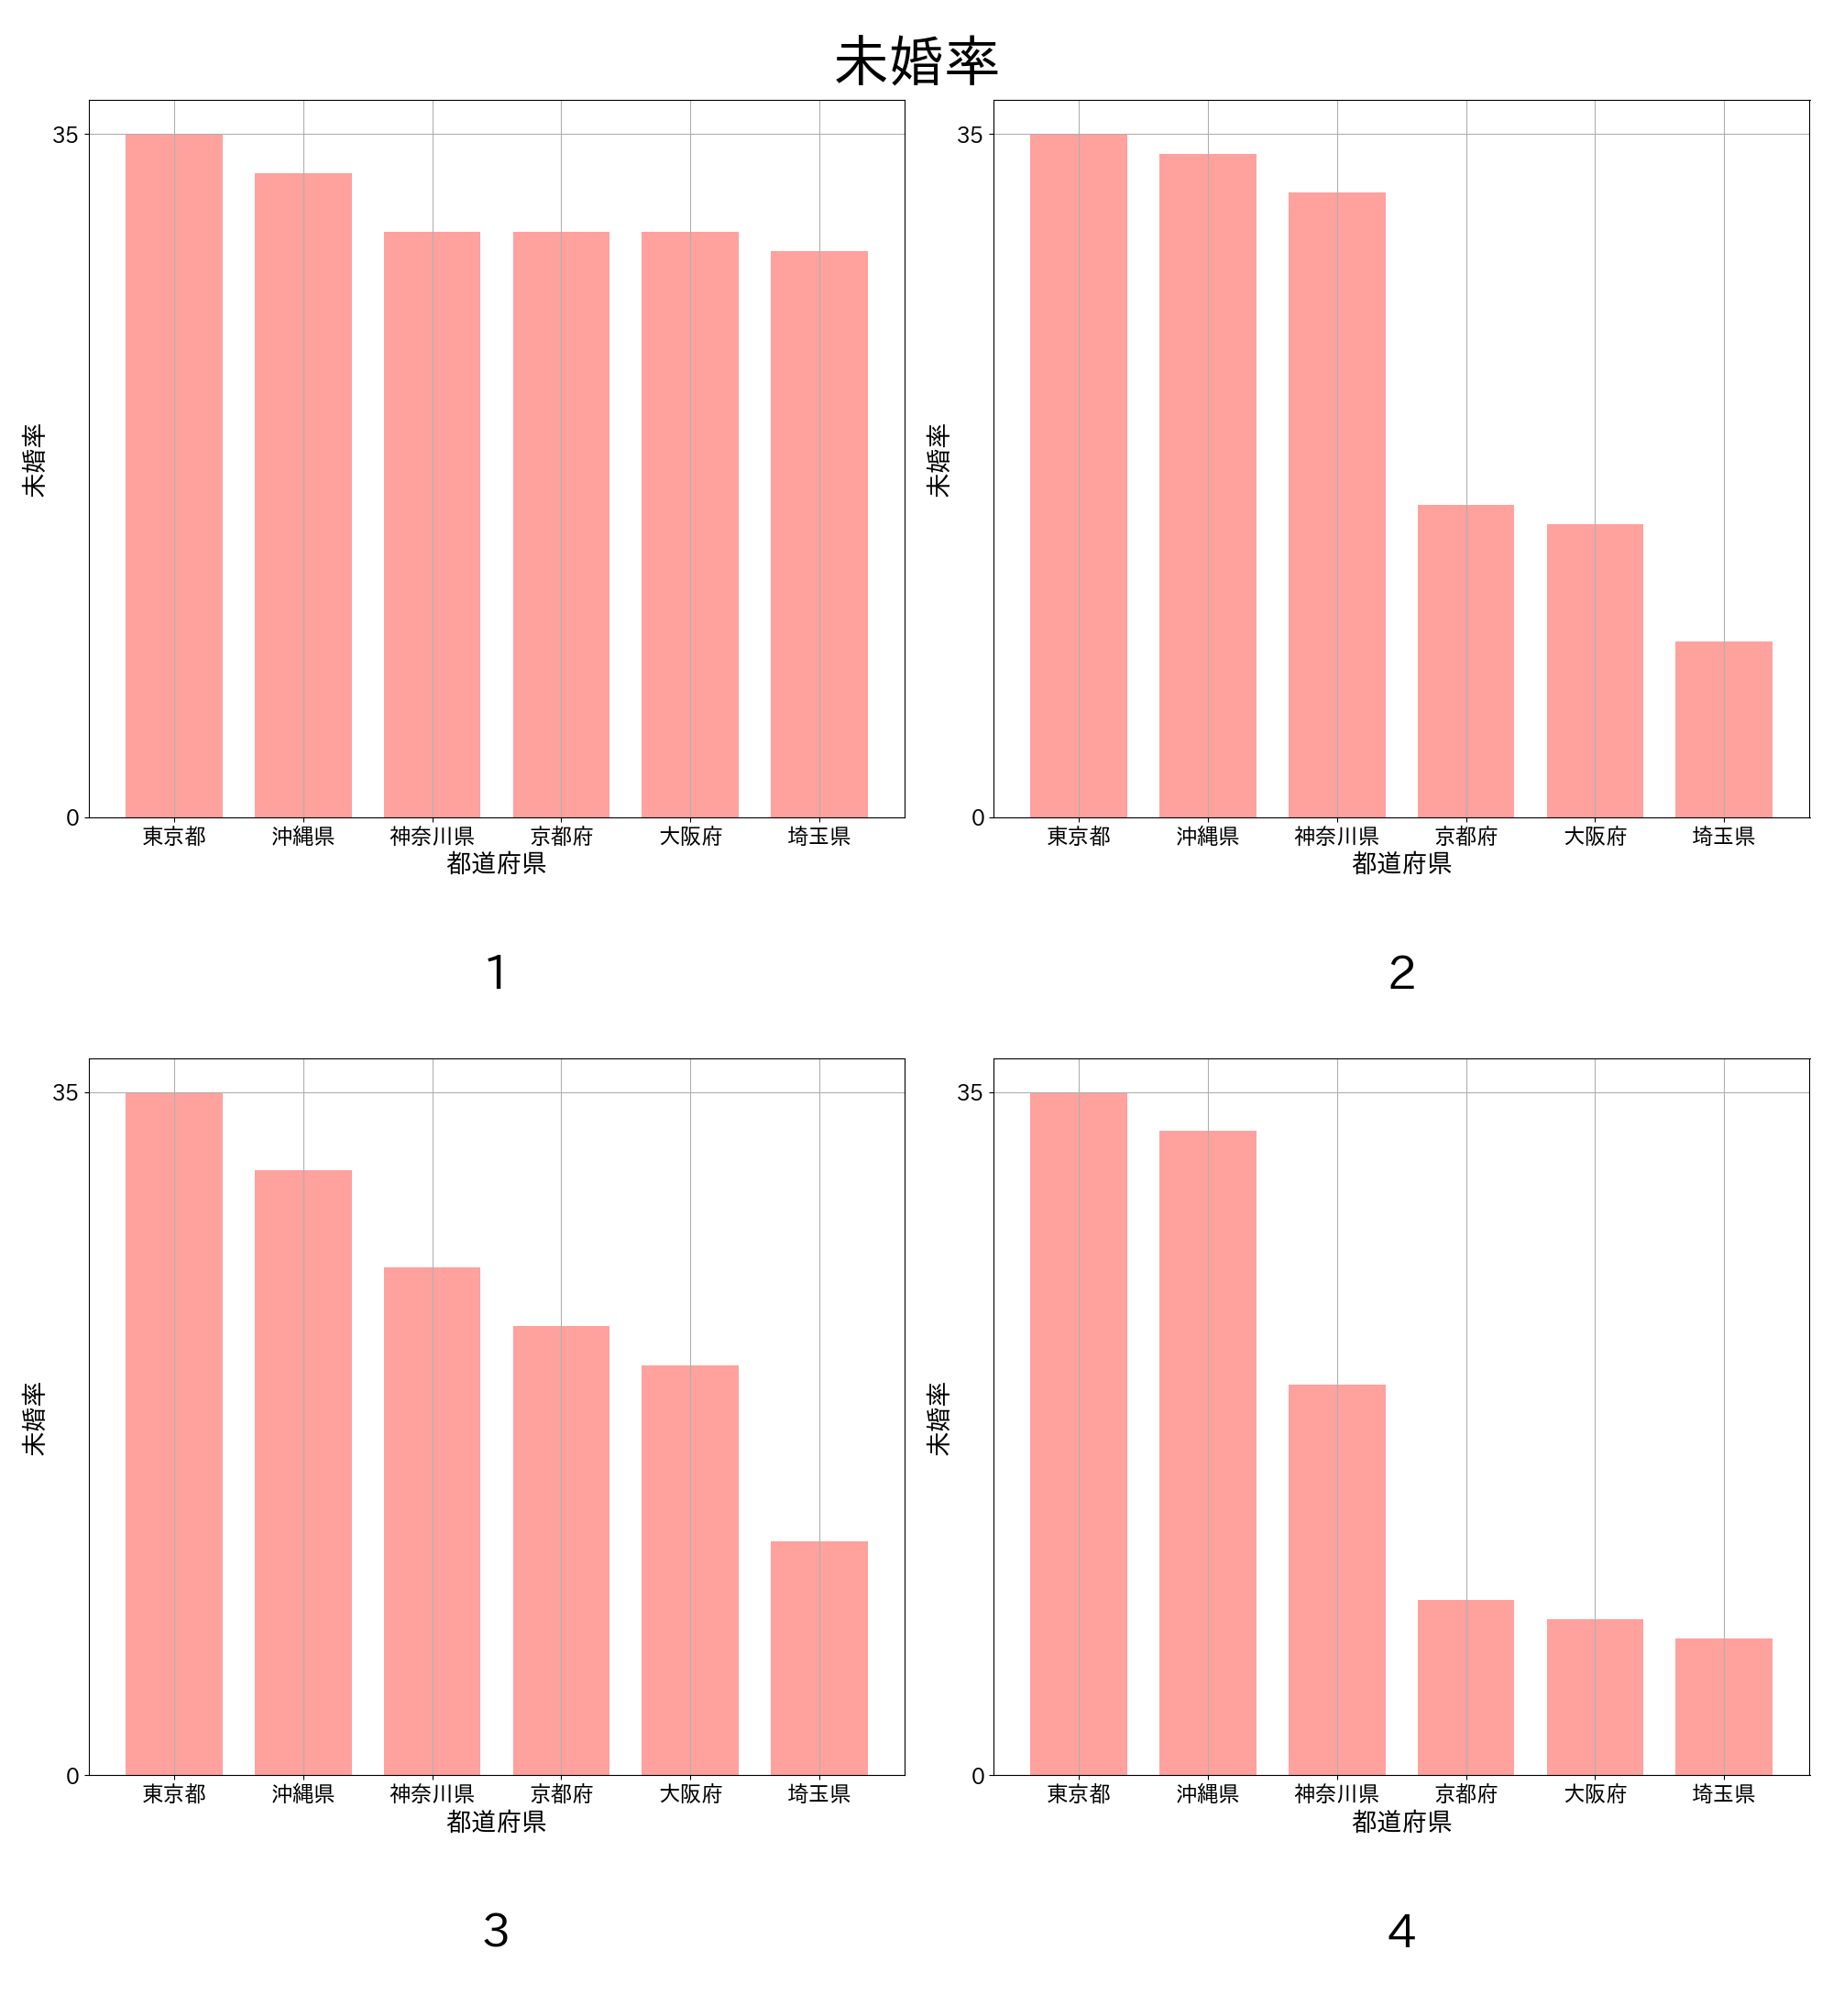 未婚率
35
0
未婚率
東京都 沖縄県 神奈川県 京都府 大阪府 埼玉県
都道府県
1
35
0
未婚率
東京都 沖縄県 神奈川県 京都府 大阪府 埼玉県
都道府県
2
35
0
未婚率
東京都 沖縄県 神奈川県 京都府 大阪府 埼玉県
都道府県
3
35
0
未婚率
東京都 沖縄県 神奈川県 京都府 大阪府 埼玉県
都道府県
4